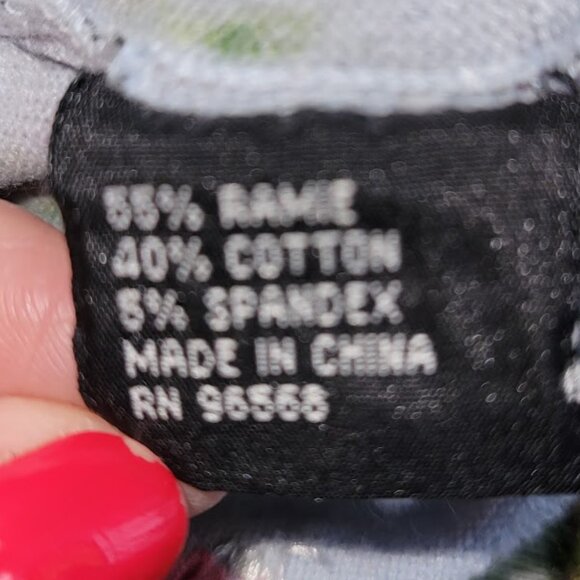 55% RAMIE
40% COTTON
5% SPANDEX
MADE IN CHINA
RN 96568